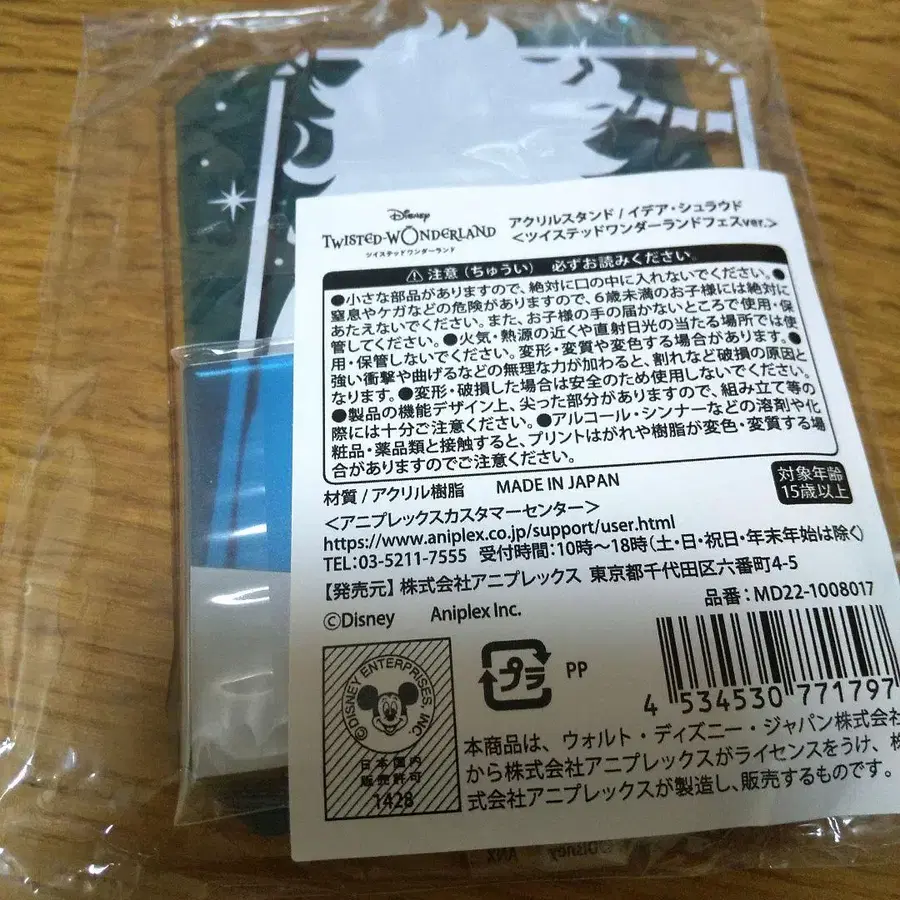 Disney
TWISTED-WONDERLAND
ツイステッドワンダーランド
アクリルスタンド / イデア・シュラウド
<ツイステッドワンダーランドフェスver.>
⚠ 注意（ちゅうい） 必ずお読みください。
●小さな部品がありますので、絶対に口の中に入れないでください。●
窒息やケガなどの危険がありますので、6歳未満のお子様には絶対に
あたえないでください。また、お子様の手の届かないところで使用・保
管してください。●火気・熱源の近くや直射日光の当たる場所では使
用・保管しないでください。変形・変質や変色する場合があります。●
強い衝撃や曲げるなどの無理な力が加わると、割れなど破損の原因と
なります。●変形・破損した場合は安全のため使用しないでください。
●製品の機能デザイン上、尖った部分がありますので、組み立て等の
際には十分ご注意ください。●アルコール・シンナーなどの溶剤や化
粧品・薬品類と接触すると、プリントはがれや樹脂が変色・変質する場
合がありますのでご注意ください。
材質 / アクリル樹脂 MADE IN JAPAN
対象年齢
15歳以上
<アニプレックスカスタマーセンター>
https://www.aniplex.co.jp/support/user.html
TEL:03-5211-7555 受付時間：10時〜18時（土・日・祝日・年末年始は除く）
【発売元】株式会社アニプレックス 東京都千代田区六番町4-5
品番：MD22-1008017
©Disney Aniplex Inc.
©DISNEY ENTERPRISES, INC.
日本国内
販売許可
1428
プラ
PP
4 534530 771797
本商品は、ウォルト・ディズニー・ジャパン株式会社
から株式会社アニプレックスがライセンスをうけ、株
式会社アニプレックスが製造し、販売するものです。
©Disney
ANX